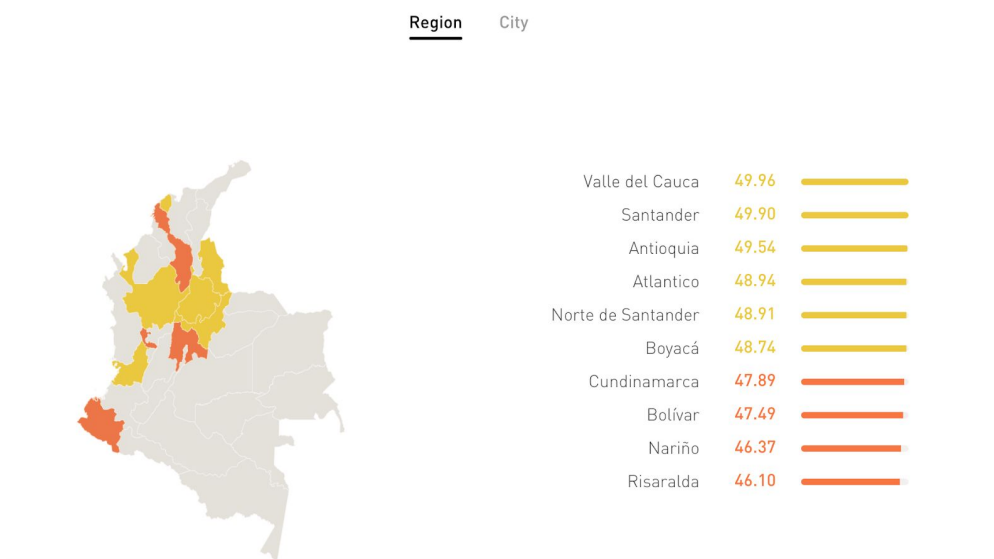 Region City
Valle del Cauca 49.96
Santander 49.90
Antioquia 49.54
Atlantico 48.94
Norte de Santander 48.91
Boyacá 48.74
Cundinamarca 47.89
Bolívar 47.49
Nariño 46.37
Risaralda 46.10